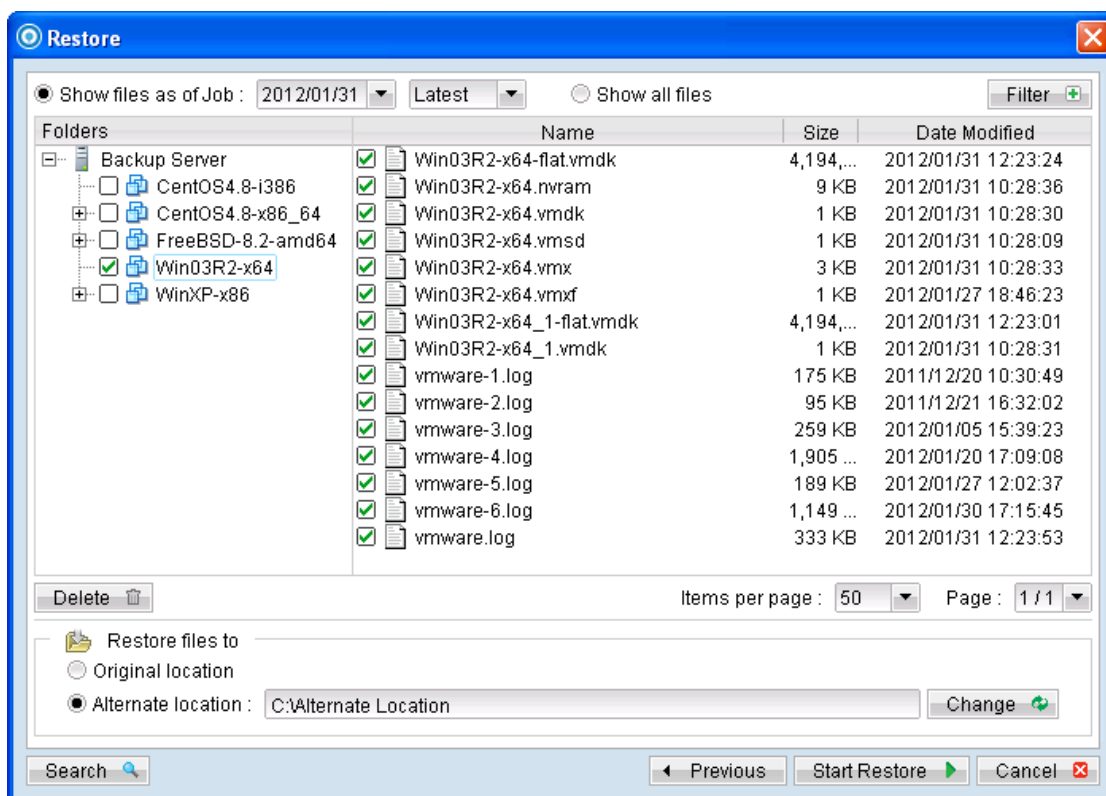 Restore
Show files as of Job : 2012/01/31 Latest Show all files Filter
Folders Name Size Date Modified
Backup Server Win03R2-x64-flat.vmdk 4,194,... 2012/01/31 12:23:24
CentOS4.8-i386 Win03R2-x64.nvram 9 KB 2012/01/31 10:28:36
CentOS4.8-x86_64 Win03R2-x64.vmdk 1 KB 2012/01/31 10:28:30
FreeBSD-8.2-amd64 Win03R2-x64.vmsd 1 KB 2012/01/31 10:28:09
Win03R2-x64 Win03R2-x64.vmx 3 KB 2012/01/31 10:28:33
WinXP-x86 Win03R2-x64.vmxf 1 KB 2012/01/27 18:46:23
Win03R2-x64_1-flat.vmdk 4,194,... 2012/01/31 12:23:01
Win03R2-x64_1.vmdk 1 KB 2012/01/31 10:28:31
vmware-1.log 175 KB 2011/12/20 10:30:49
vmware-2.log 95 KB 2011/12/21 16:32:02
vmware-3.log 259 KB 2012/01/05 15:39:23
vmware-4.log 1,905 ... 2012/01/20 17:09:08
vmware-5.log 189 KB 2012/01/27 12:02:37
vmware-6.log 1,149 ... 2012/01/30 17:15:45
vmware.log 333 KB 2012/01/31 12:23:53
Delete Items per page : 50 Page : 1 / 1
Restore files to
Original location
Alternate location : C:\Alternate Location Change
Search Previous Start Restore Cancel